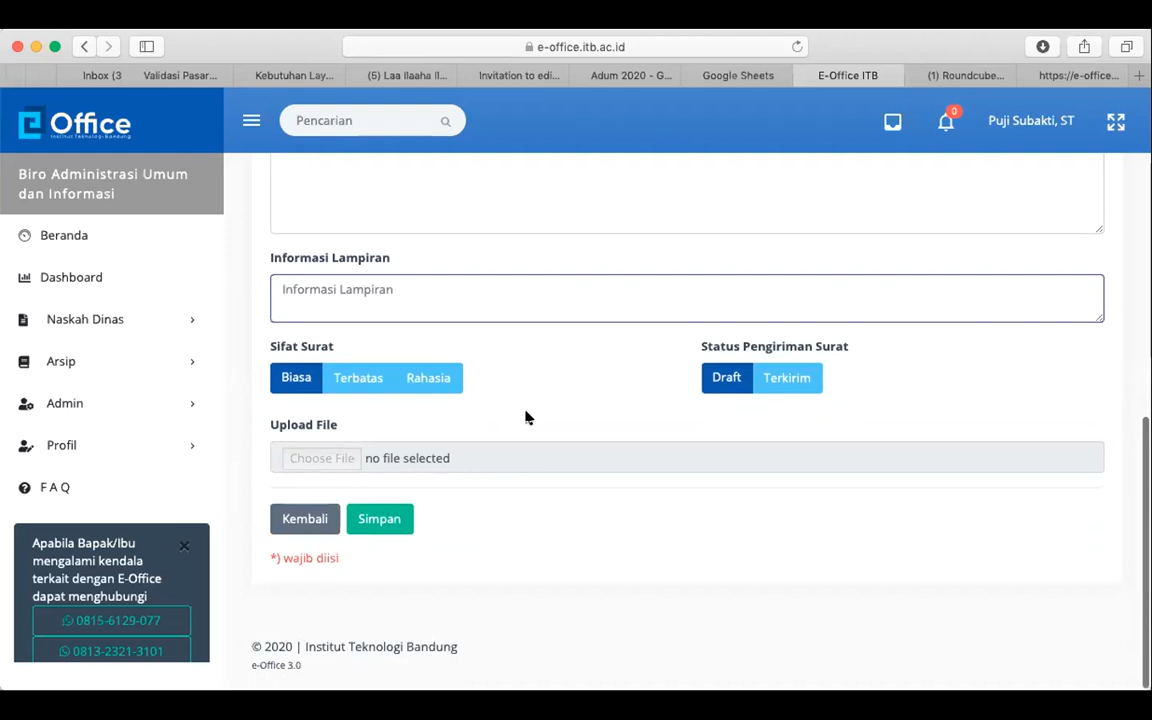 e-office.itb.ac.id
Inbox (3
Validasi Pasar...
Kebutuhan Lay...
(5) Laa Ilaaha Il...
Invitation to edi...
Adum 2020 - G...
Google Sheets
E-Office ITB
(1) Roundcube...
https://e-office...
Office
Institut Teknologi Bandung
Pencarian
0
Puji Subakti, ST
Biro Administrasi Umum
dan Informasi
Beranda
Dashboard
Naskah Dinas
Arsip
Admin
Profil
F A Q
Apabila Bapak/Ibu
mengalami kendala
terkait dengan E-Office
dapat menghubungi
0815-6129-077
0813-2321-3101
Informasi Lampiran
Informasi Lampiran
Sifat Surat
Biasa Terbatas Rahasia
Status Pengiriman Surat
Draft Terkirim
Upload File
Choose File no file selected
Kembali Simpan
*) wajib diisi
© 2020 | Institut Teknologi Bandung
e-Office 3.0